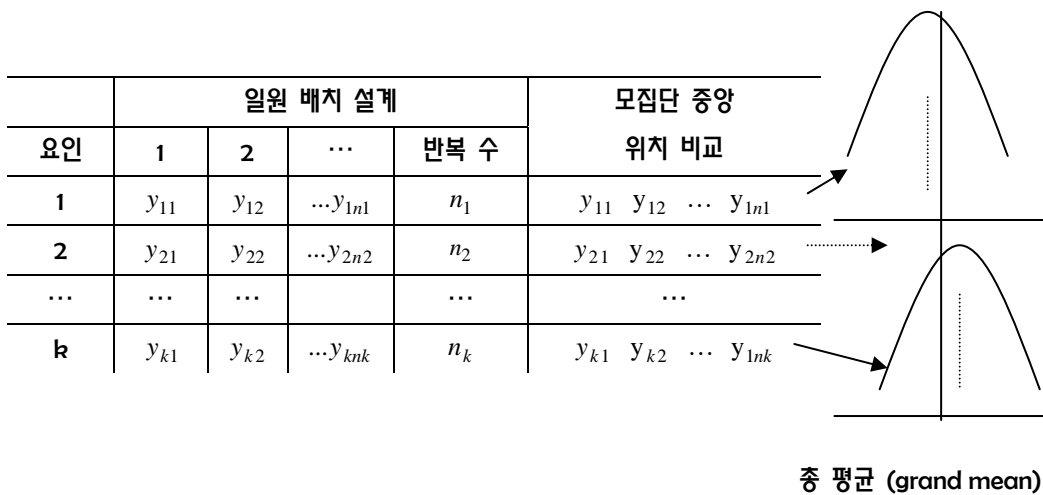 일원 배치 설계 모집단 중앙
요인 1 2 … 반복 수 위치 비교
1 y11 y12 ...y1n1 n1 y11 y12 … y1n1
2 y21 y22 ...y2n2 n2 y21 y22 … y2n2
… … … … …
k yk1 yk2 ...yknk nk yk1 yk2 … y1nk
총 평균 (grand mean)